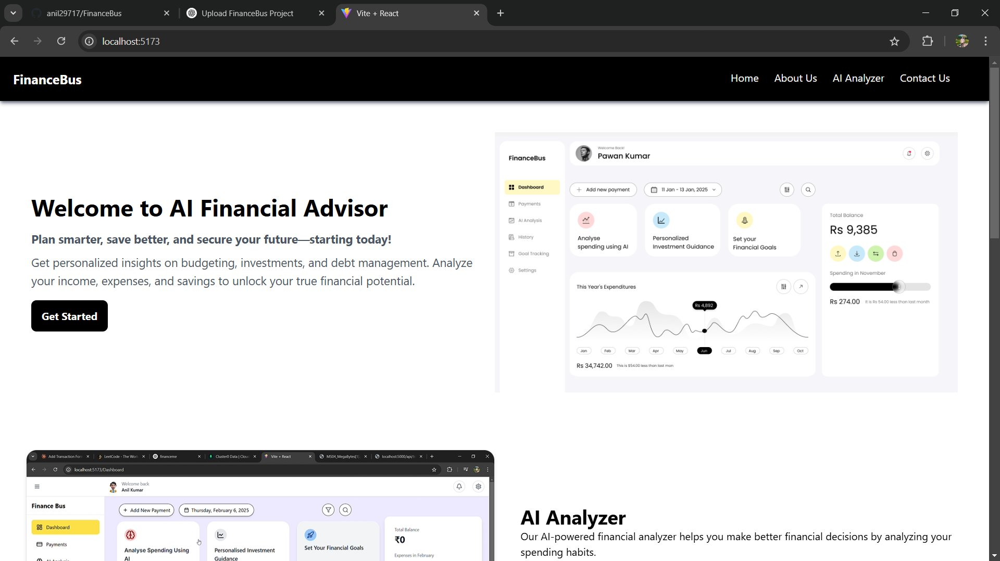 anil29717/FinanceBus
Upload FinanceBus Project
Vite + React
localhost:5173
FinanceBus
Home
About Us
AI Analyzer
Contact Us
Welcome to AI Financial Advisor
Plan smarter, save better, and secure your future—starting today!
Get personalized insights on budgeting, investments, and debt management. Analyze
your income, expenses, and savings to unlock your true financial potential.
Get Started
FinanceBus
Dashboard
Payments
AI Analysis
History
Goal Tracking
Settings
Welcome Back!
Pawan Kumar
Add new payment
11 Jan - 13 Jan, 2025
Analyse
spending using AI
Personalized
Investment Guidance
Set your
Financial Goals
Total Balance
Rs 9,385
Spending in November
Rs 274.00
It is Rs 54.00 less than last month
This Year's Expenditures
Rs 4,892
Jan
Feb
Mar
Apr
May
Jun
Jul
Aug
Sep
Oct
Rs 34,742.00
This is $54.00 less than last mon
Add Transaction For
LeetCode - The Wor
financeme
Cluster0 Data | Clou
Vite + React
MS04_MegaBytes[1]
localhost:5000/api/t
localhost:5173/Dashboard
Welcome back
Anil Kumar
Finance Bus
Dashboard
Payments
Add New Payment
Thursday, February 6, 2025
Analyse Spending Using
AI
Personalised Investment
Guidance
Set Your Financial Goals
Total Balance
₹0
Expenses in February
AI Analyzer
Our AI-powered financial analyzer helps you make better financial decisions by analyzing your
spending habits.